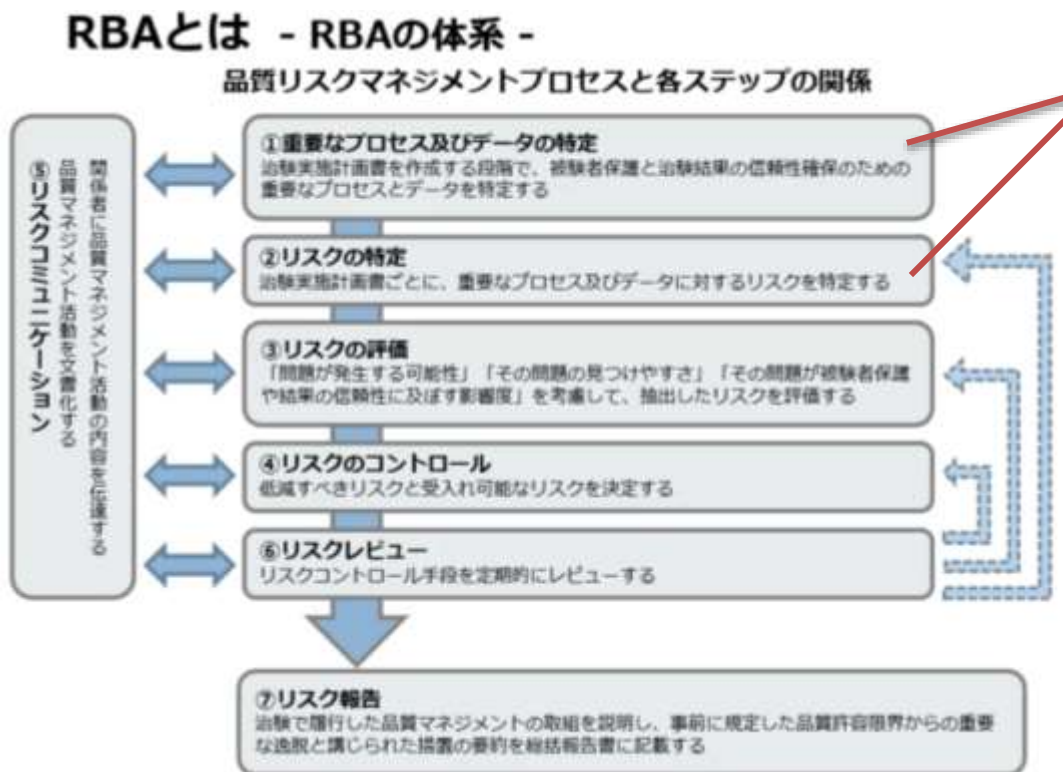 RBAとは - RBAの体系 -
品質リスクマネジメントプロセスと各ステップの関係
①重要なプロセス及びデータの特定
治験実施計画書を作成する段階で、被験者保護と治験結果の信頼性確保のための
重要なプロセスとデータを特定する
②リスクの特定
治験実施計画書ごとに、重要なプロセス及びデータに対するリスクを特定する
③リスクの評価
「問題が発生する可能性」「その問題の見つけやすさ」「その問題が被験者保護
や結果の信頼性に及ぼす影響度」を考慮して、抽出したリスクを評価する
④リスクのコントロール
低減すべきリスクと受入れ可能なリスクを決定する
⑤リスクコミュニケーション
関係者に品質マネジメント活動の内容を伝達する
品質マネジメント活動を文書化する
⑥リスクレビュー
リスクコントロール手段を定期的にレビューする
⑦リスク報告
治験で履行した品質マネジメントの取組を説明し、事前に規定した品質許容限界からの重要
な逸脱と講じられた措置の要約を総括報告書に記載する